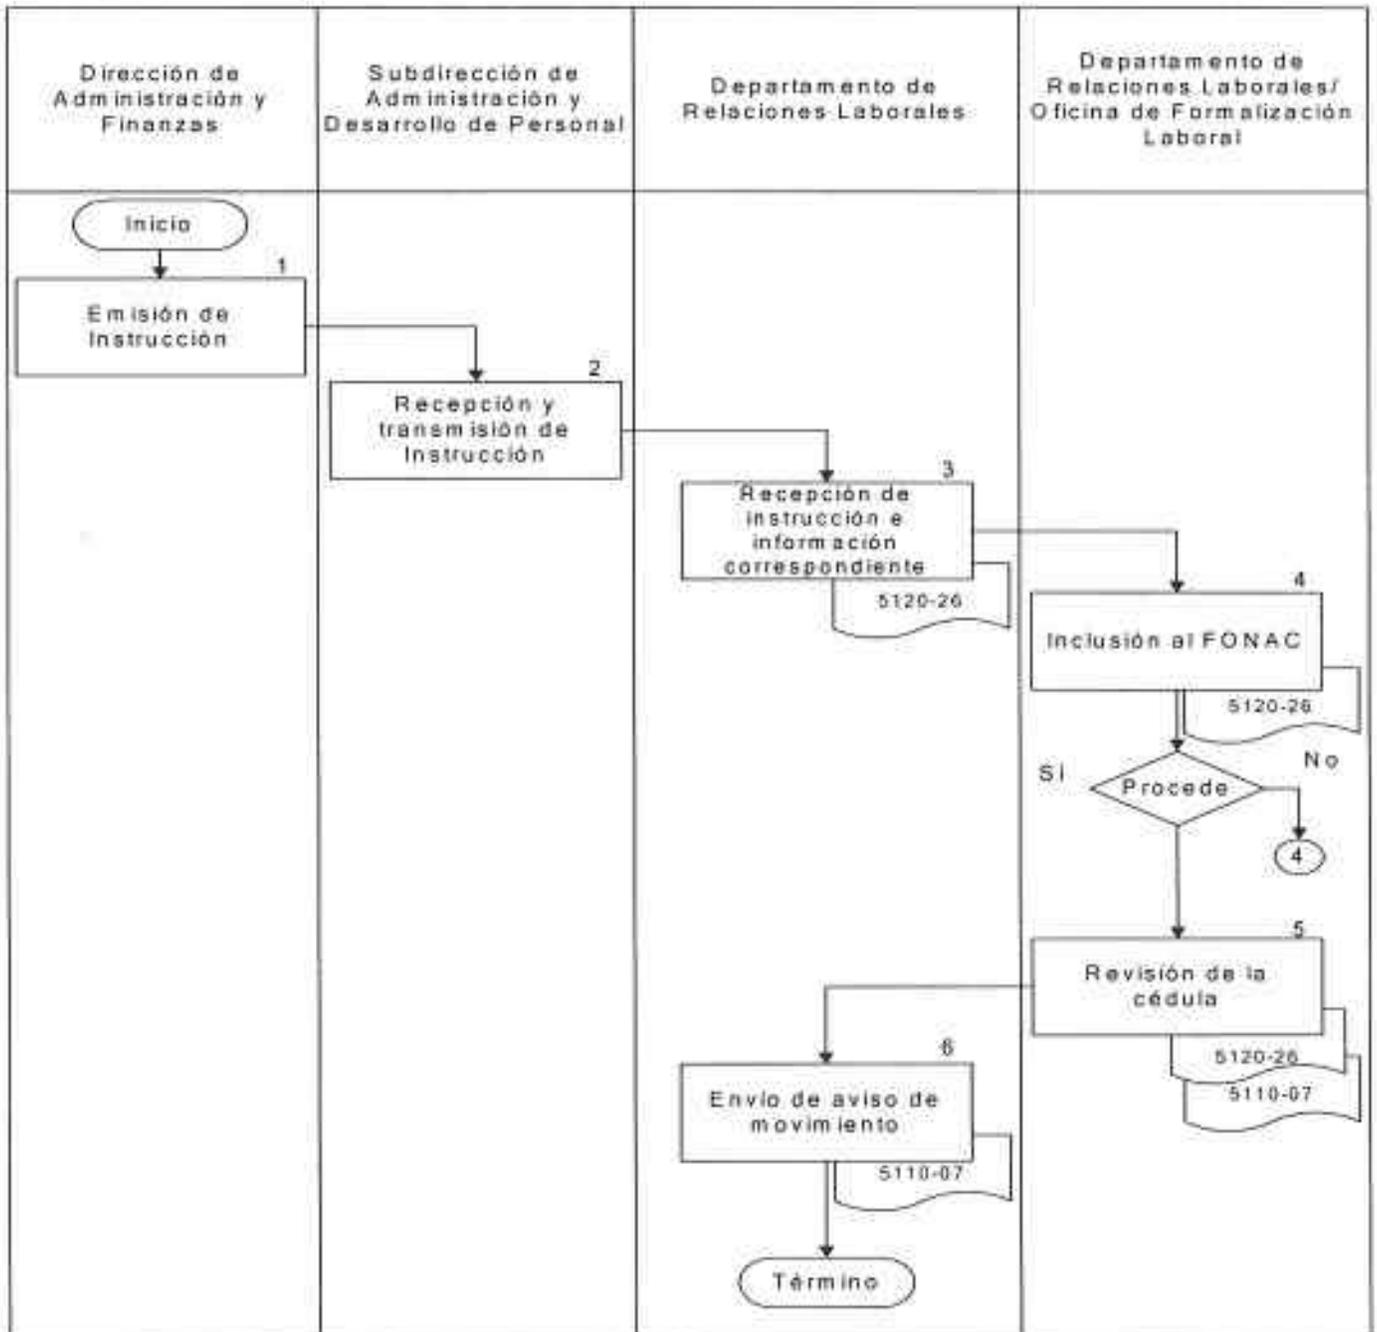 Dirección de
Administración y
Finanzas
Subdirección de
Administración y
Desarrollo de Personal
Departamento de
Relaciones Laborales
Departamento de
Relaciones Laborales/
Oficina de Formalización
Laboral
Inicio
1
Emisión de
Instrucción
2
Recepción y
transmisión de
Instrucción
3
Recepción de
instrucción e
información
correspondiente
5120-26
4
Inclusión al FONAC
5120-26
Sí
No
Procede
4
5
Revisión de la
cédula
5120-26
5110-07
6
Envío de aviso de
movimiento
5110-07
Término